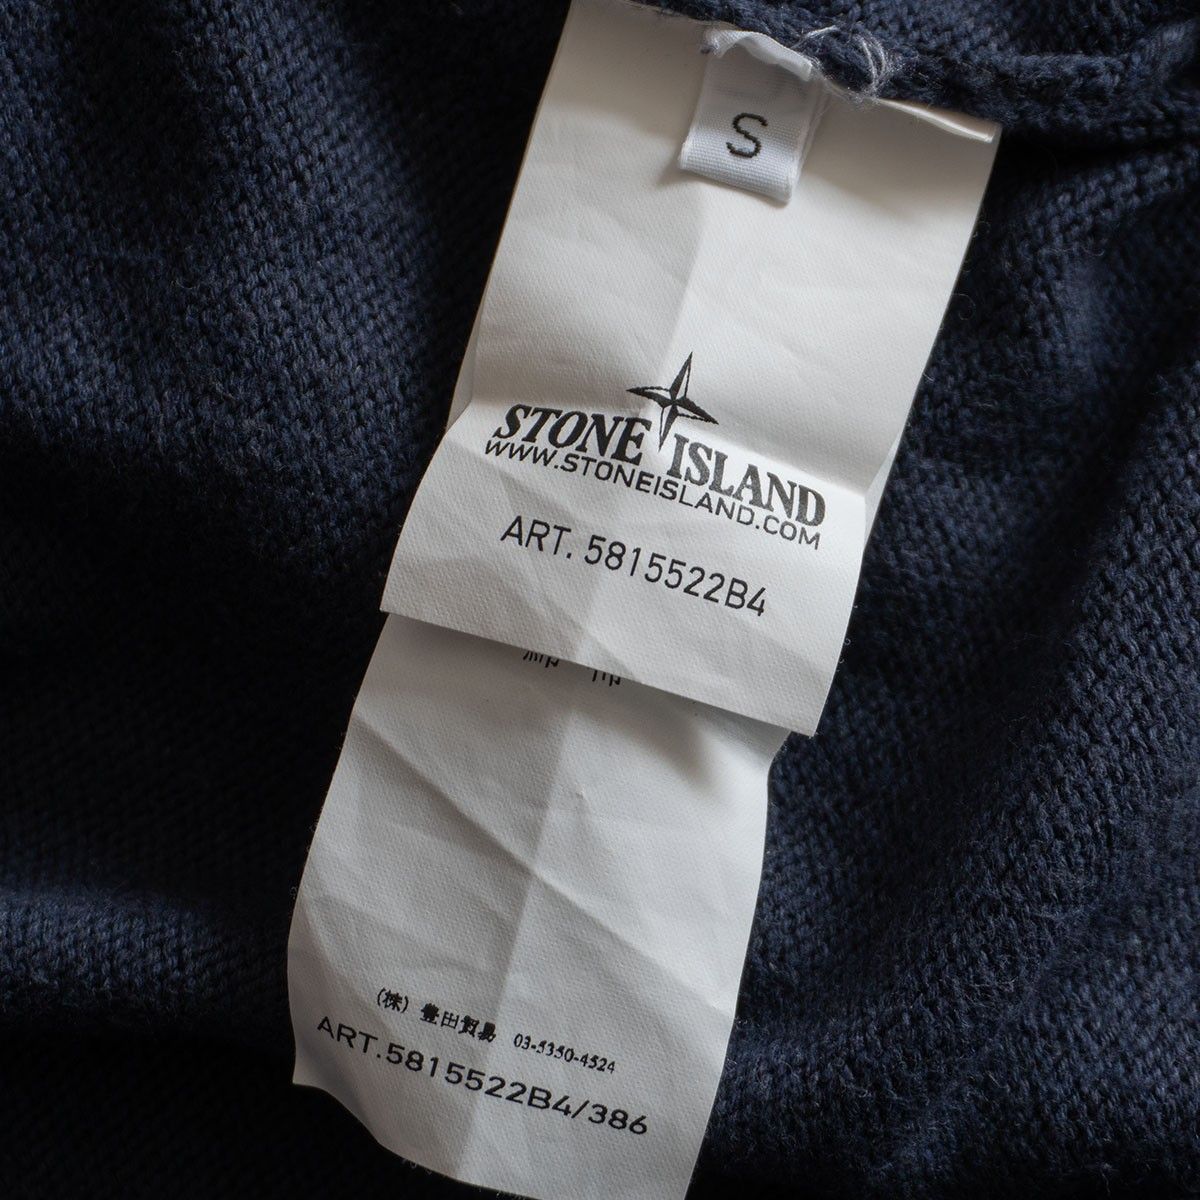 S
STONE ISLAND
WWW.STONEISLAND.COM
ART. 5815522B4
(株) 豊田貿易 03-5350-4524
ART.5815522B4/386